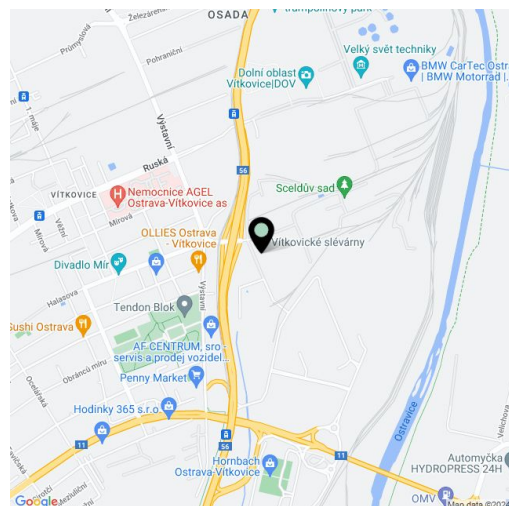 OSADA
trampolínový park
Železárenská
Průmyslová
Pohraniční
Velký svět techniky
BMW CarTec Ostr
| BMW Motorrad |
Dolní oblast
Vítkovice|DOV
1. máje
Výstavní
56
Ruská
Sceldův sad
VÍTKOVICE
Nemocnice AGEL
Ostrava-Vítkovice as
Mírová
Mírová
OLLIES Ostrava
- Vítkovice
Vítkovické slévárny
Divadlo Mír
Halasova
Výstavní
Tendon Blok
Sushi Ostrava
AF CENTRUM, sro -
servis a prodej vozidel...
Obránců míru
Penny Market
Ocelářská
Hodinky 365 s.r.o.
Ostravice
Velichova
11
56
11
Hornbach
Ostrava-Vítkovice
Automyčka
HYDROPRESS 24H
OMV
Google
Map data ©2024